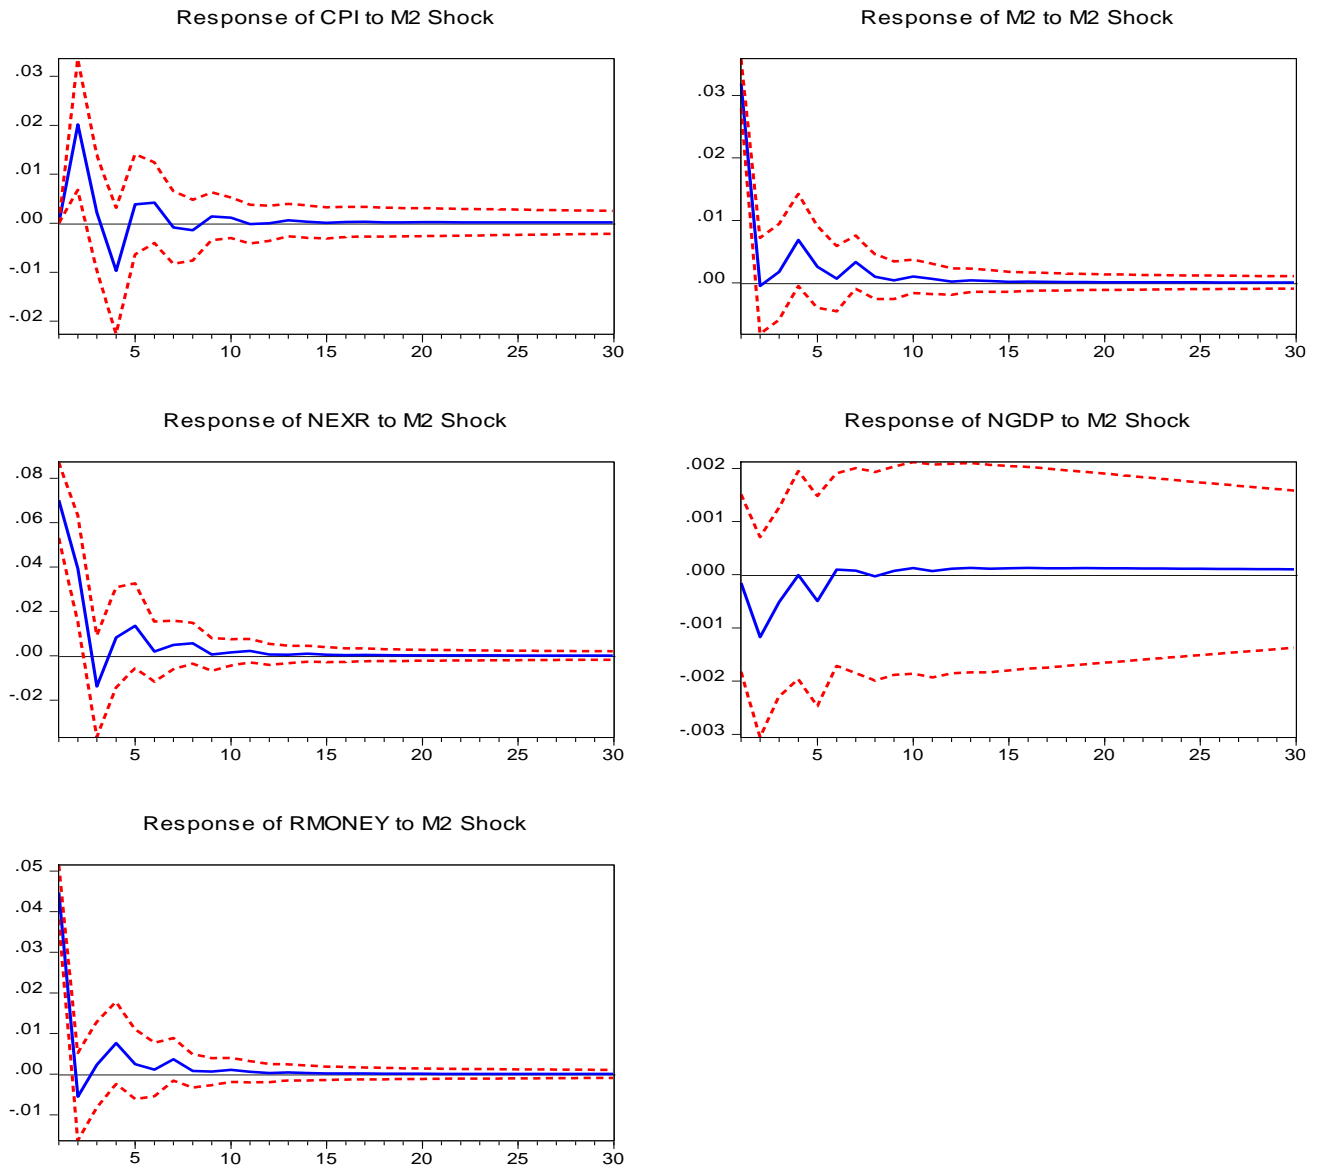 Response of CPI to M2 Shock
.03
.02
.01
.00
-.01
-.02
5 10 15 20 25 30
Response of M2 to M2 Shock
.03
.02
.01
.00
5 10 15 20 25 30
Response of NEXR to M2 Shock
.08
.06
.04
.02
.00
-.02
5 10 15 20 25 30
Response of NGDP to M2 Shock
.002
.001
.000
-.001
-.002
-.003
5 10 15 20 25 30
Response of RMONEY to M2 Shock
.05
.04
.03
.02
.01
.00
-.01
5 10 15 20 25 30